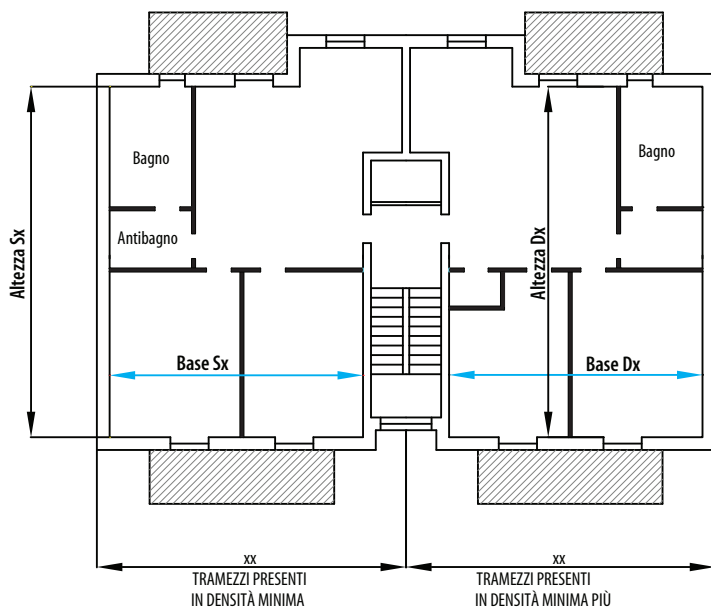 Bagno
Bagno
Antibagno
Altezza Sx
Altezza Dx
Base Sx
Base Dx
xx
TRAMEZZI PRESENTI
IN DENSITÀ MINIMA
xx
TRAMEZZI PRESENTI
IN DENSITÀ MINIMA PIÙ